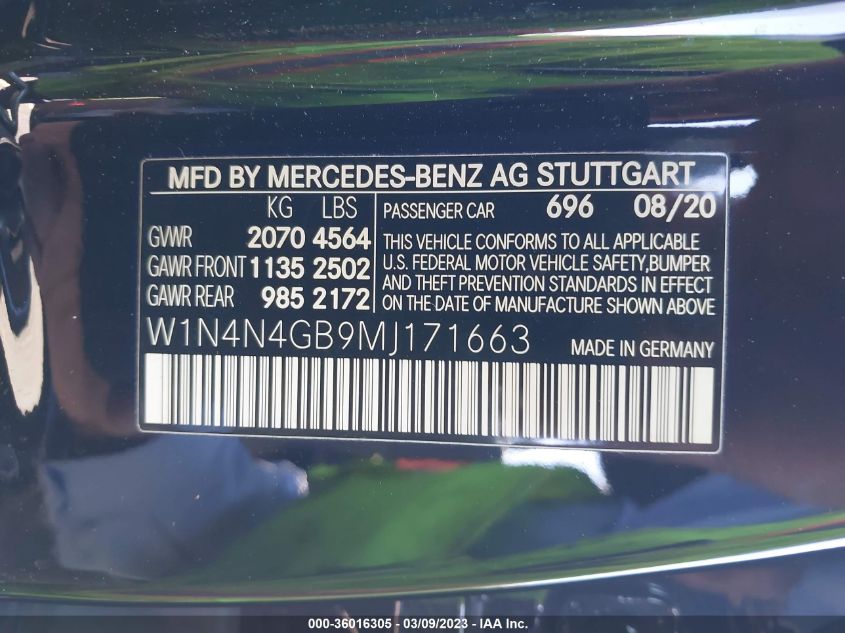 MFD BY MERCEDES-BENZ AG STUTTGART
KG LBS
GVWR 2070 4564
GAWR FRONT 1135 2502
GAWR REAR 985 2172
PASSENGER CAR 696 08/20
THIS VEHICLE CONFORMS TO ALL APPLICABLE
U.S. FEDERAL MOTOR VEHICLE SAFETY,BUMPER
AND THEFT PREVENTION STANDARDS IN EFFECT
ON THE DATE OF MANUFACTURE SHOWN ABOVE
W1N4N4GB9MJ171663
MADE IN GERMANY
000-36016305 - 03/09/2023 - IAA Inc.